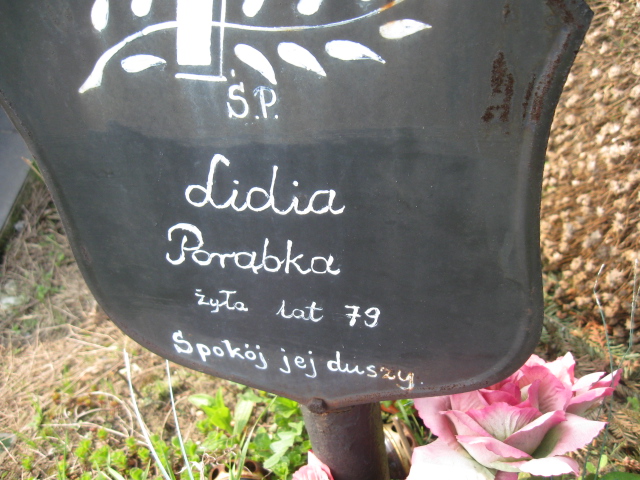 Ś.P.
Lidia
Porąbka
żyła lat 79
Spokój jej duszy.